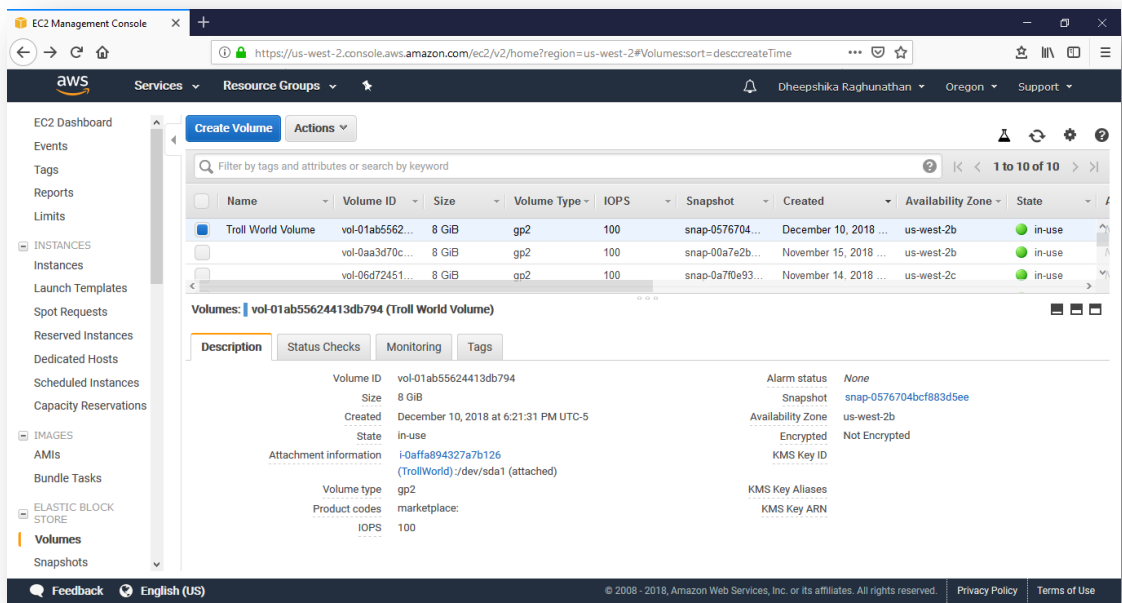 EC2 Management Console
https://us-west-2.console.aws.amazon.com/ec2/v2/home?region=us-west-2#Volumes:sort=desc:createTime
aws Services Resource Groups Dheepshika Raghunathan Oregon Support
EC2 Dashboard
Events
Tags
Reports
Limits
INSTANCES
Instances
Launch Templates
Spot Requests
Reserved Instances
Dedicated Hosts
Scheduled Instances
Capacity Reservations
IMAGES
AMIs
Bundle Tasks
ELASTIC BLOCK
STORE
Volumes
Snapshots
Create Volume Actions
Filter by tags and attributes or search by keyword 1 to 10 of 10
Name Volume ID Size Volume Type IOPS Snapshot Created Availability Zone State
Troll World Volume vol-01ab5562... 8 GiB gp2 100 snap-0576704... December 10, 2018 ... us-west-2b in-use
vol-0aa3d70c... 8 GiB gp2 100 snap-00a7e2b... November 15, 2018 ... us-west-2b in-use
vol-06d72451... 8 GiB gp2 100 snap-0a7f0e93... November 14, 2018 ... us-west-2c in-use
Volumes: vol-01ab55624413db794 (Troll World Volume)
Description Status Checks Monitoring Tags
Volume ID vol-01ab55624413db794
Size 8 GiB
Created December 10, 2018 at 6:21:31 PM UTC-5
State in-use
Attachment information i-0affa894327a7b126
(TrollWorld):/dev/sda1 (attached)
Volume type gp2
Product codes marketplace:
IOPS 100
Alarm status None
Snapshot snap-0576704bcf883d5ee
Availability Zone us-west-2b
Encrypted Not Encrypted
KMS Key ID
KMS Key Aliases
KMS Key ARN
Feedback English (US) © 2008 - 2018, Amazon Web Services, Inc. or its affiliates. All rights reserved. Privacy Policy Terms of Use